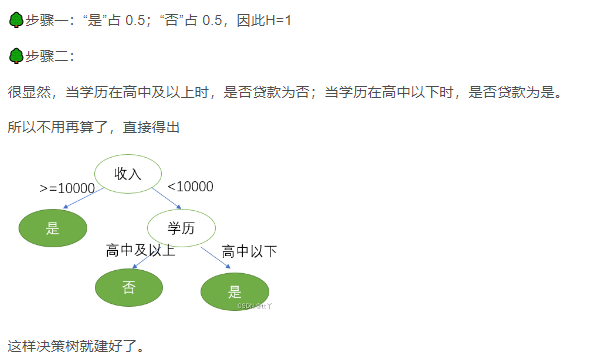 步骤一：“是”占 0.5；“否”占 0.5，因此H=1
步骤二：
很显然，当学历在高中及以上时，是否贷款为否；当学历在高中以下时，是否贷款为是。
所以不用再算了，直接得出
收入
>=10000
<10000
是
学历
高中及以上
高中以下
否
是
这样决策树就建好了。